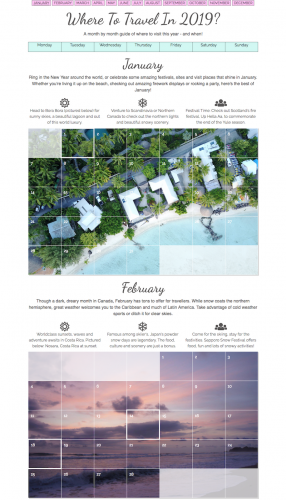 JANUARY FEBRUARY MARCH APRIL MAY JUNE JULY AUGUST SEPTEMBER OCTOBER NOVEMBER DECEMBER
Where To Travel In 2019?
A month by month guide of where to visit this year - and when!
Monday Tuesday Wednesday Thursday Friday Saturday Sunday
January
Ring in the New Year around the world, or celebrate some amazing festivals, sites and visit places that shine in January.
Whether you're living it up on the beach, checking out amazing firework displays or rocking a party, here's the best of
January!
Head to Bora Bora (pictured below) for
sunny skies, a beautiful lagoon and out
of this world luxury.
Venture to Scandinavia or Northern
Canada to check out the northern lights
and beautiful snowy scenery.
Festival Time: Check out Scotland's fire
festival, Up Helly Aa, to commemorate
the end of the Yule season.
February
Though a dark, dreary month in Canada, February has tons to offer for travellers. While snow coats the northern
hemisphere, great weather welcomes you to the Caribbean and much of Latin America. Take advantage of cold weather
sports or ditch it for clear skies.
Worldclass sunsets, waves and
adventure awaits in Costa Rica. Pictured
below: Nosara, Costa Rica at sunset.
Famous among skiiers, Japan's powder
snow days are legendary. The food,
culture and scenery are just a bonus.
Come for the skiing, stay for the
festivities. Sapporo Snow Festival offers
food, fun and lots of snowy activities!
1 2 3
4 5 6 7 8 9 10
11 12 13 14 15 16 17
18 19 20 21 22 23 24
25 26 27 28